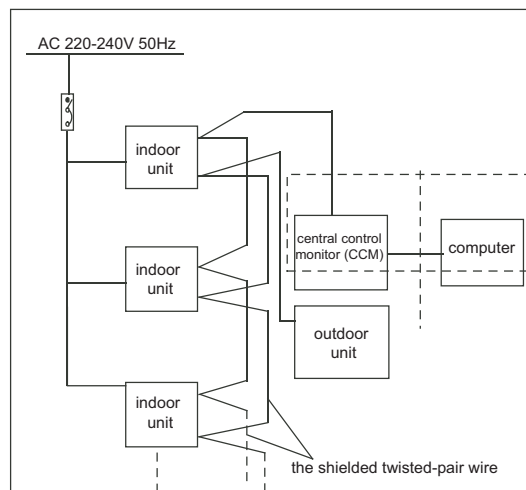 AC 220-240V 50Hz
indoor
unit
central control
monitor (CCM)
computer
indoor
unit
outdoor
unit
indoor
unit
the shielded twisted-pair wire